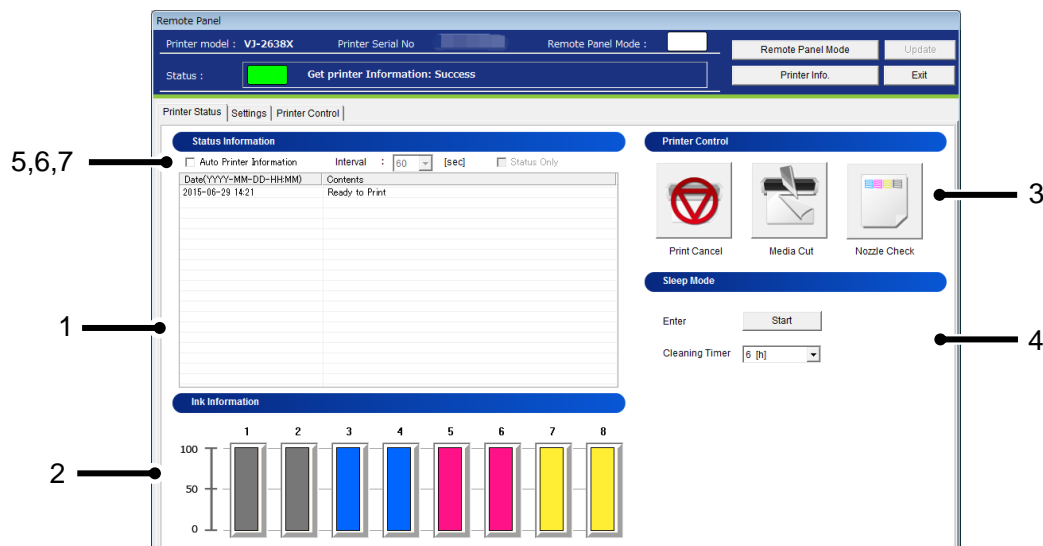 Remote Panel
Printer model : VJ-2638X Printer Serial No Remote Panel Mode :
Remote Panel Mode Update
Status : Get printer Information: Success
Printer Info. Exit
Printer Status Settings Printer Control
Status Information Printer Control
5,6,7
Auto Printer Information Interval : 60 [sec] Status Only
Date(YYYY-MM-DD-HH:MM) Contents
2015-06-29 14:21 Ready to Print
3
Print Cancel Media Cut Nozzle Check
Sleep Mode
1
Enter Start
4
Cleaning Timer 6 [h]
Ink Information
1 2 3 4 5 6 7 8
100
2
50
0